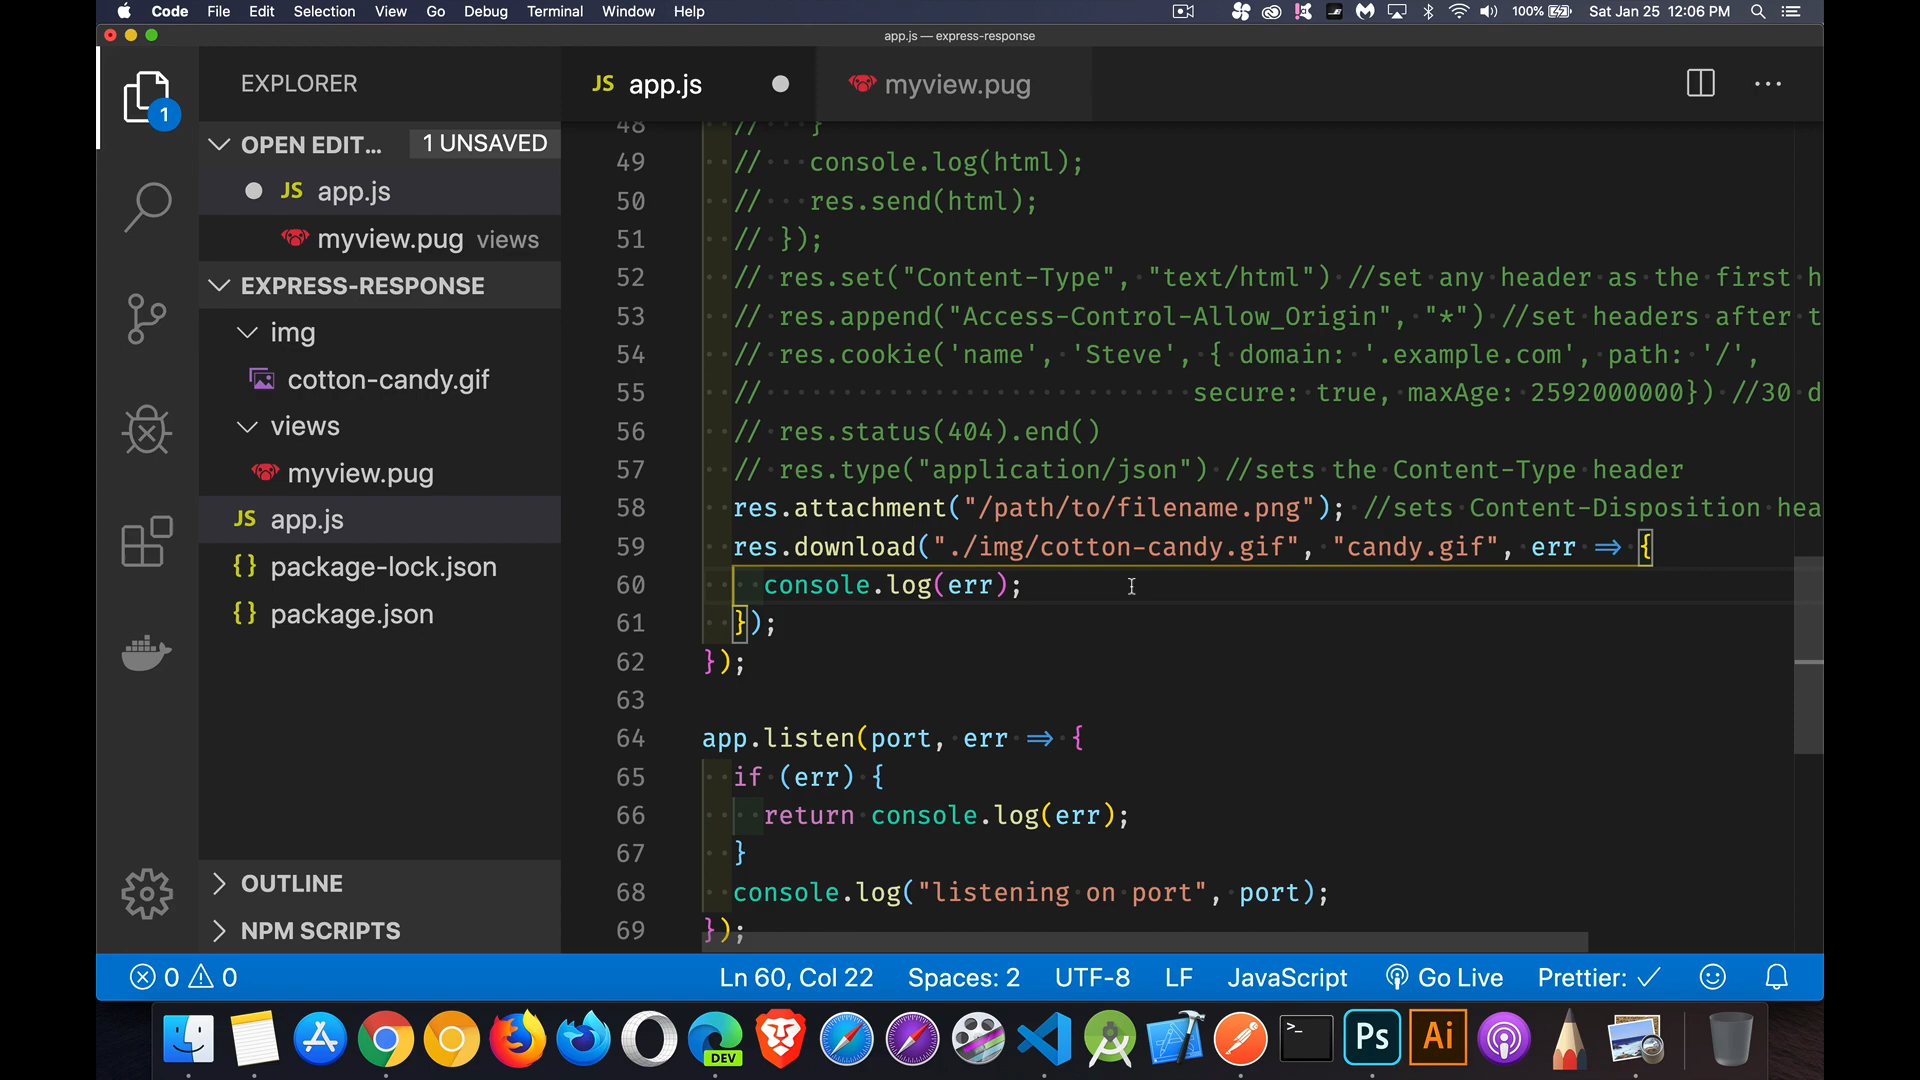 Code File Edit Selection View Go Debug Terminal Window Help 100% Sat Jan 25 12:06 PM
app.js — express-response
EXPLORER
JS app.js
myview.pug
1
OPEN EDIT... 1 UNSAVED
JS app.js
myview.pug views
EXPRESS-RESPONSE
img
cotton-candy.gif
views
myview.pug
JS app.js
{} package-lock.json
{} package.json
OUTLINE
NPM SCRIPTS
48 // }
49 // console.log(html);
50 // res.send(html);
51 // });
52 // res.set("Content-Type", "text/html") //set any header as the first h
53 // res.append("Access-Control-Allow_Origin", "*") //set headers after t
54 // res.cookie('name', 'Steve', { domain: '.example.com', path: '/',
55 // secure: true, maxAge: 2592000000}) //30 d
56 // res.status(404).end()
57 // res.type("application/json") //sets the Content-Type header
58 res.attachment("/path/to/filename.png"); //sets Content-Disposition hea
59 res.download("./img/cotton-candy.gif", "candy.gif", err => {
60 console.log(err);
61 });
62 });
63
64 app.listen(port, err => {
65 if (err) {
66 return console.log(err);
67 }
68 console.log("listening on port", port);
69 });
0 0 Ln 60, Col 22 Spaces: 2 UTF-8 LF JavaScript Go Live Prettier: ✓
DEV >_ Ps Ai